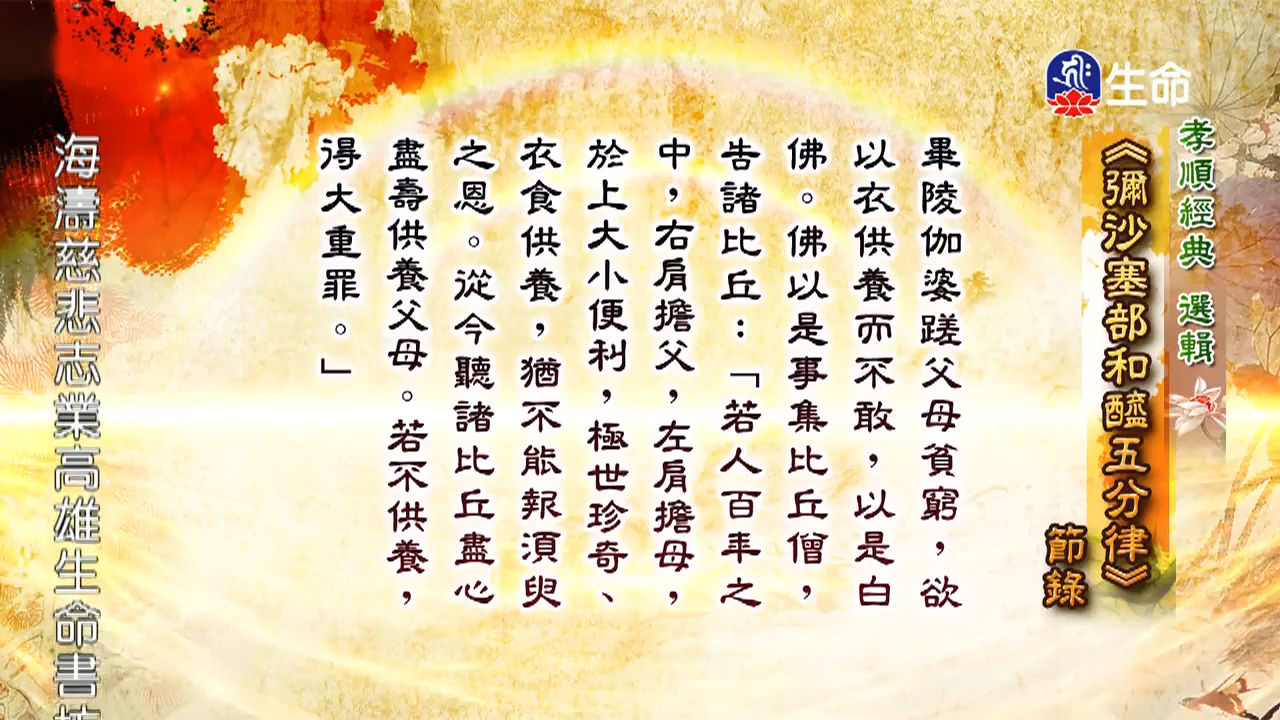 生命
孝順經典 選輯
《彌沙塞部和醯五分律》
節錄
畢陵伽婆蹉父母貧窮，欲
以衣供養而不敢，以是白
佛。佛以是事集比丘僧，
告諸比丘：「若人百年之
中，右肩擔父，左肩擔母，
於上大小便利，極世珍奇、
衣食供養，猶不能報須臾
之恩。從今聽諸比丘盡心
盡壽供養父母。若不供養，
得大重罪。」
海濤慈悲志業高雄生命書